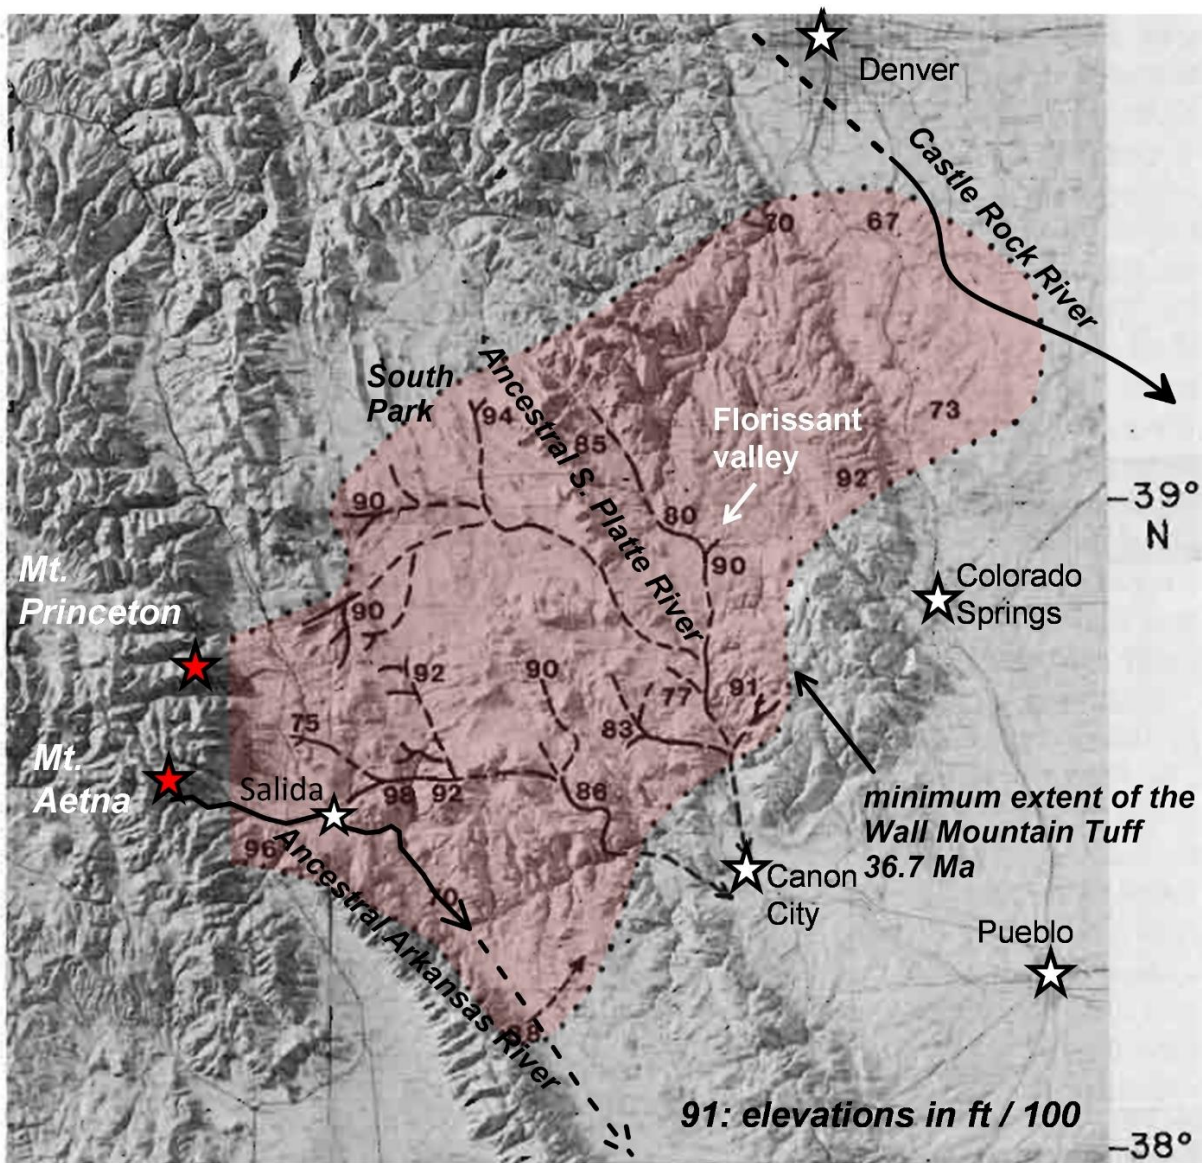 Denver
Castle Rock River
70
67
South
Park
Ancestral S. Platte River
94
85
73
Florissant
valley
92
90
80
39°
N
90
Mt.
Princeton
Colorado
Springs
90
92
90
77
91
83
75
Mt.
Aetna
Salida
98
92
86
minimum extent of the
Wall Mountain Tuff
36.7 Ma
96
Ancestral Arkansas River
Canon
City
Pueblo
91: elevations in ft / 100
38°